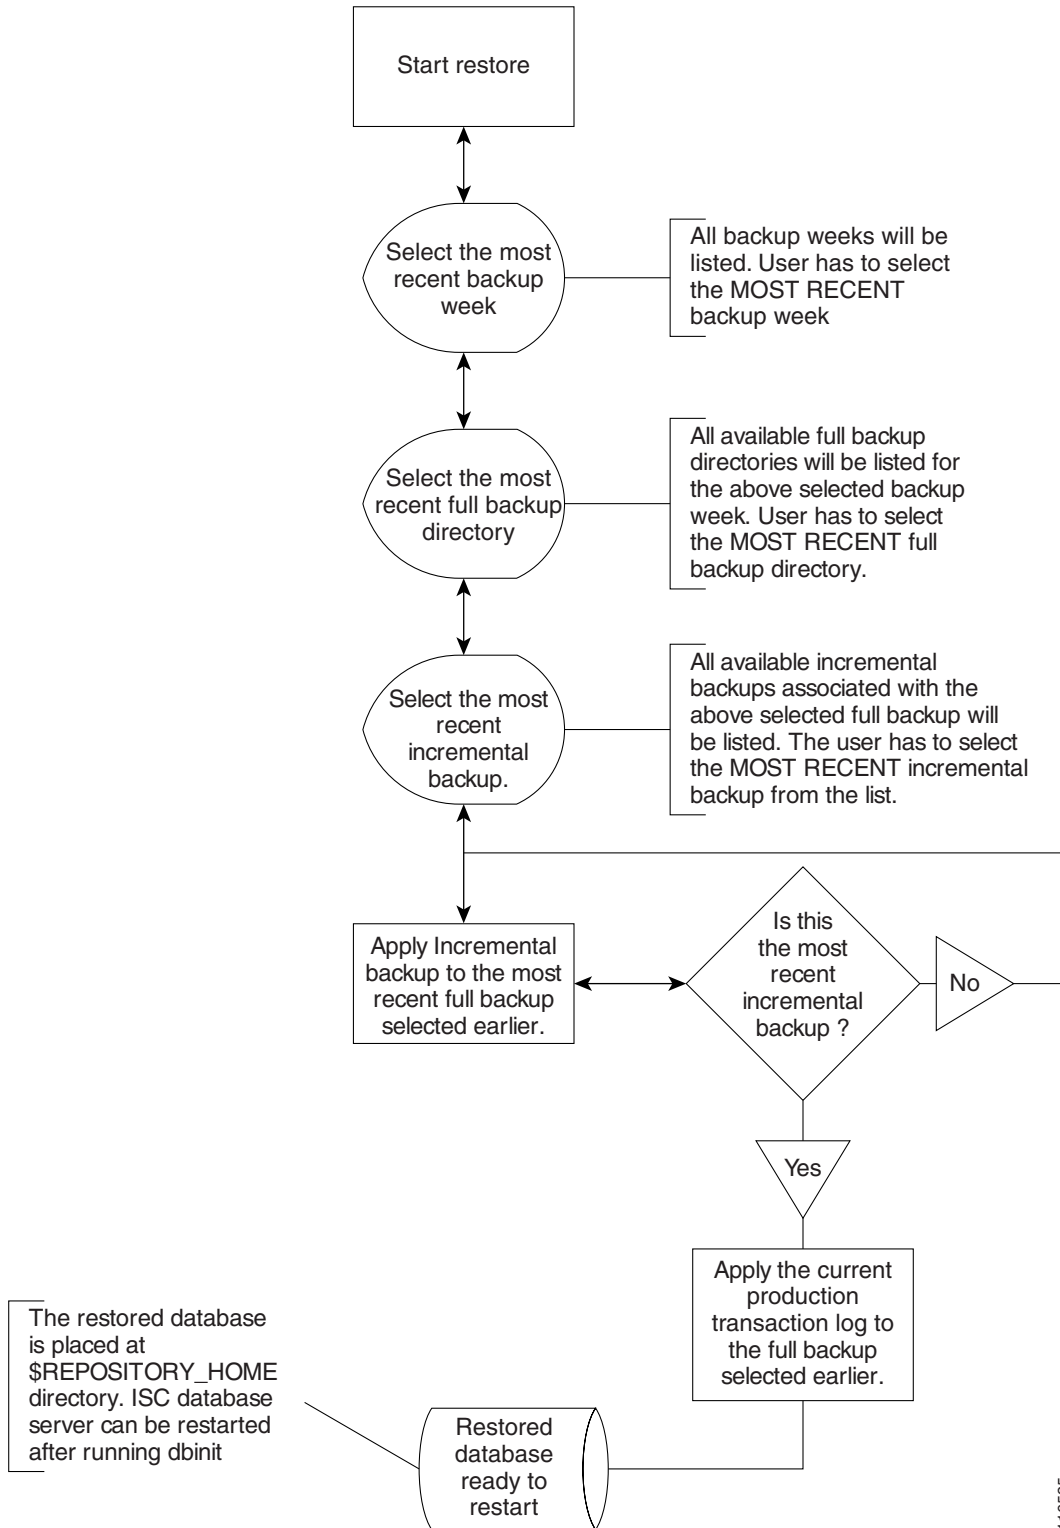 Start restore
Select the most
recent backup
week
All backup weeks will be
listed. User has to select
the MOST RECENT
backup week
Select the most
recent full backup
directory
All available full backup
directories will be listed for
the above selected backup
week. User has to select
the MOST RECENT full
backup directory.
Select the most
recent
incremental
backup.
All available incremental
backups associated with the
above selected full backup will
be listed. The user has to select
the MOST RECENT incremental
backup from the list.
Apply Incremental
backup to the most
recent full backup
selected earlier.
Is this
the most
recent
incremental
backup ?
No
Yes
Apply the current
production
transaction log to
the full backup
selected earlier.
The restored database
is placed at
$REPOSITORY_HOME
directory. ISC database
server can be restarted
after running dbinit
Restored
database
ready to
restart